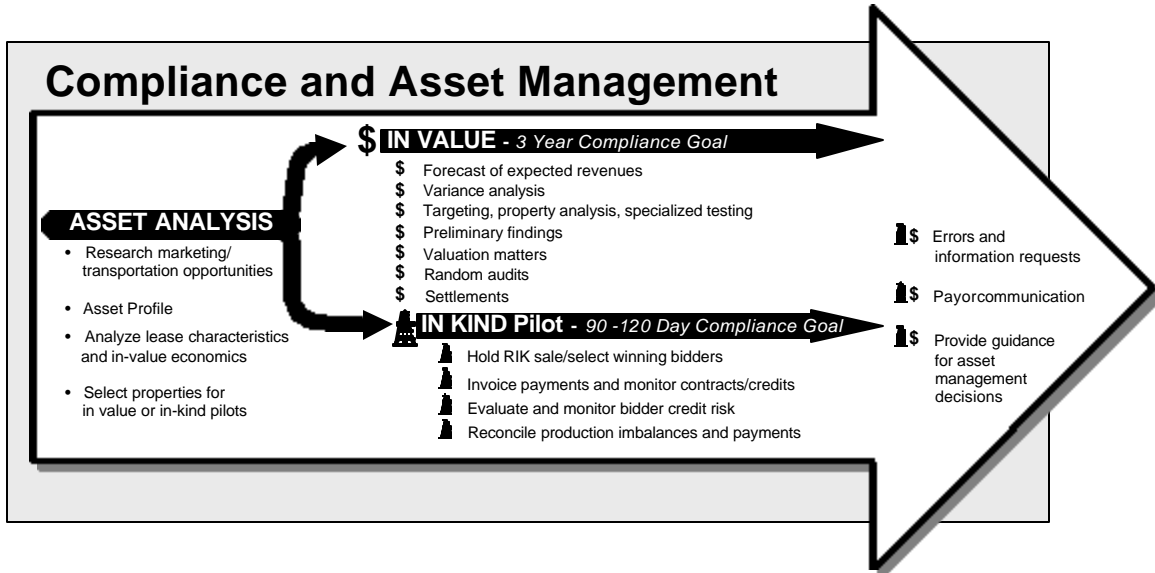 Compliance and Asset Management
$ IN VALUE - 3 Year Compliance Goal
$ Forecast of expected revenues
$ Variance analysis
$ Targeting, property analysis, specialized testing
$ Preliminary findings
$ Valuation matters
$ Random audits
$ Settlements
ASSET ANALYSIS
• Research marketing/
transportation opportunities
• Asset Profile
• Analyze lease characteristics
and in-value economics
• Select properties for
in value or in-kind pilots
IN KIND Pilot - 90 -120 Day Compliance Goal
Hold RIK sale/select winning bidders
Invoice payments and monitor contracts/credits
Evaluate and monitor bidder credit risk
Reconcile production imbalances and payments
$ Errors and
information requests
$ Payorcommunication
$ Provide guidance
for asset
management
decisions